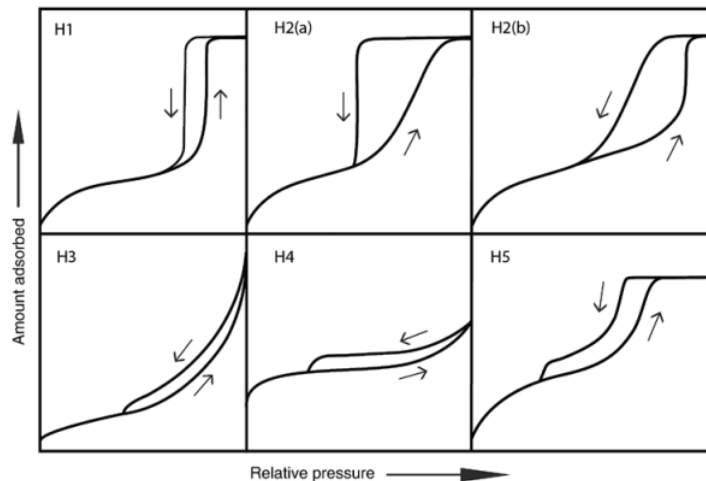 H1
H2(a)
H2(b)
H3
H4
H5
Amount adsorbed
Relative pressure